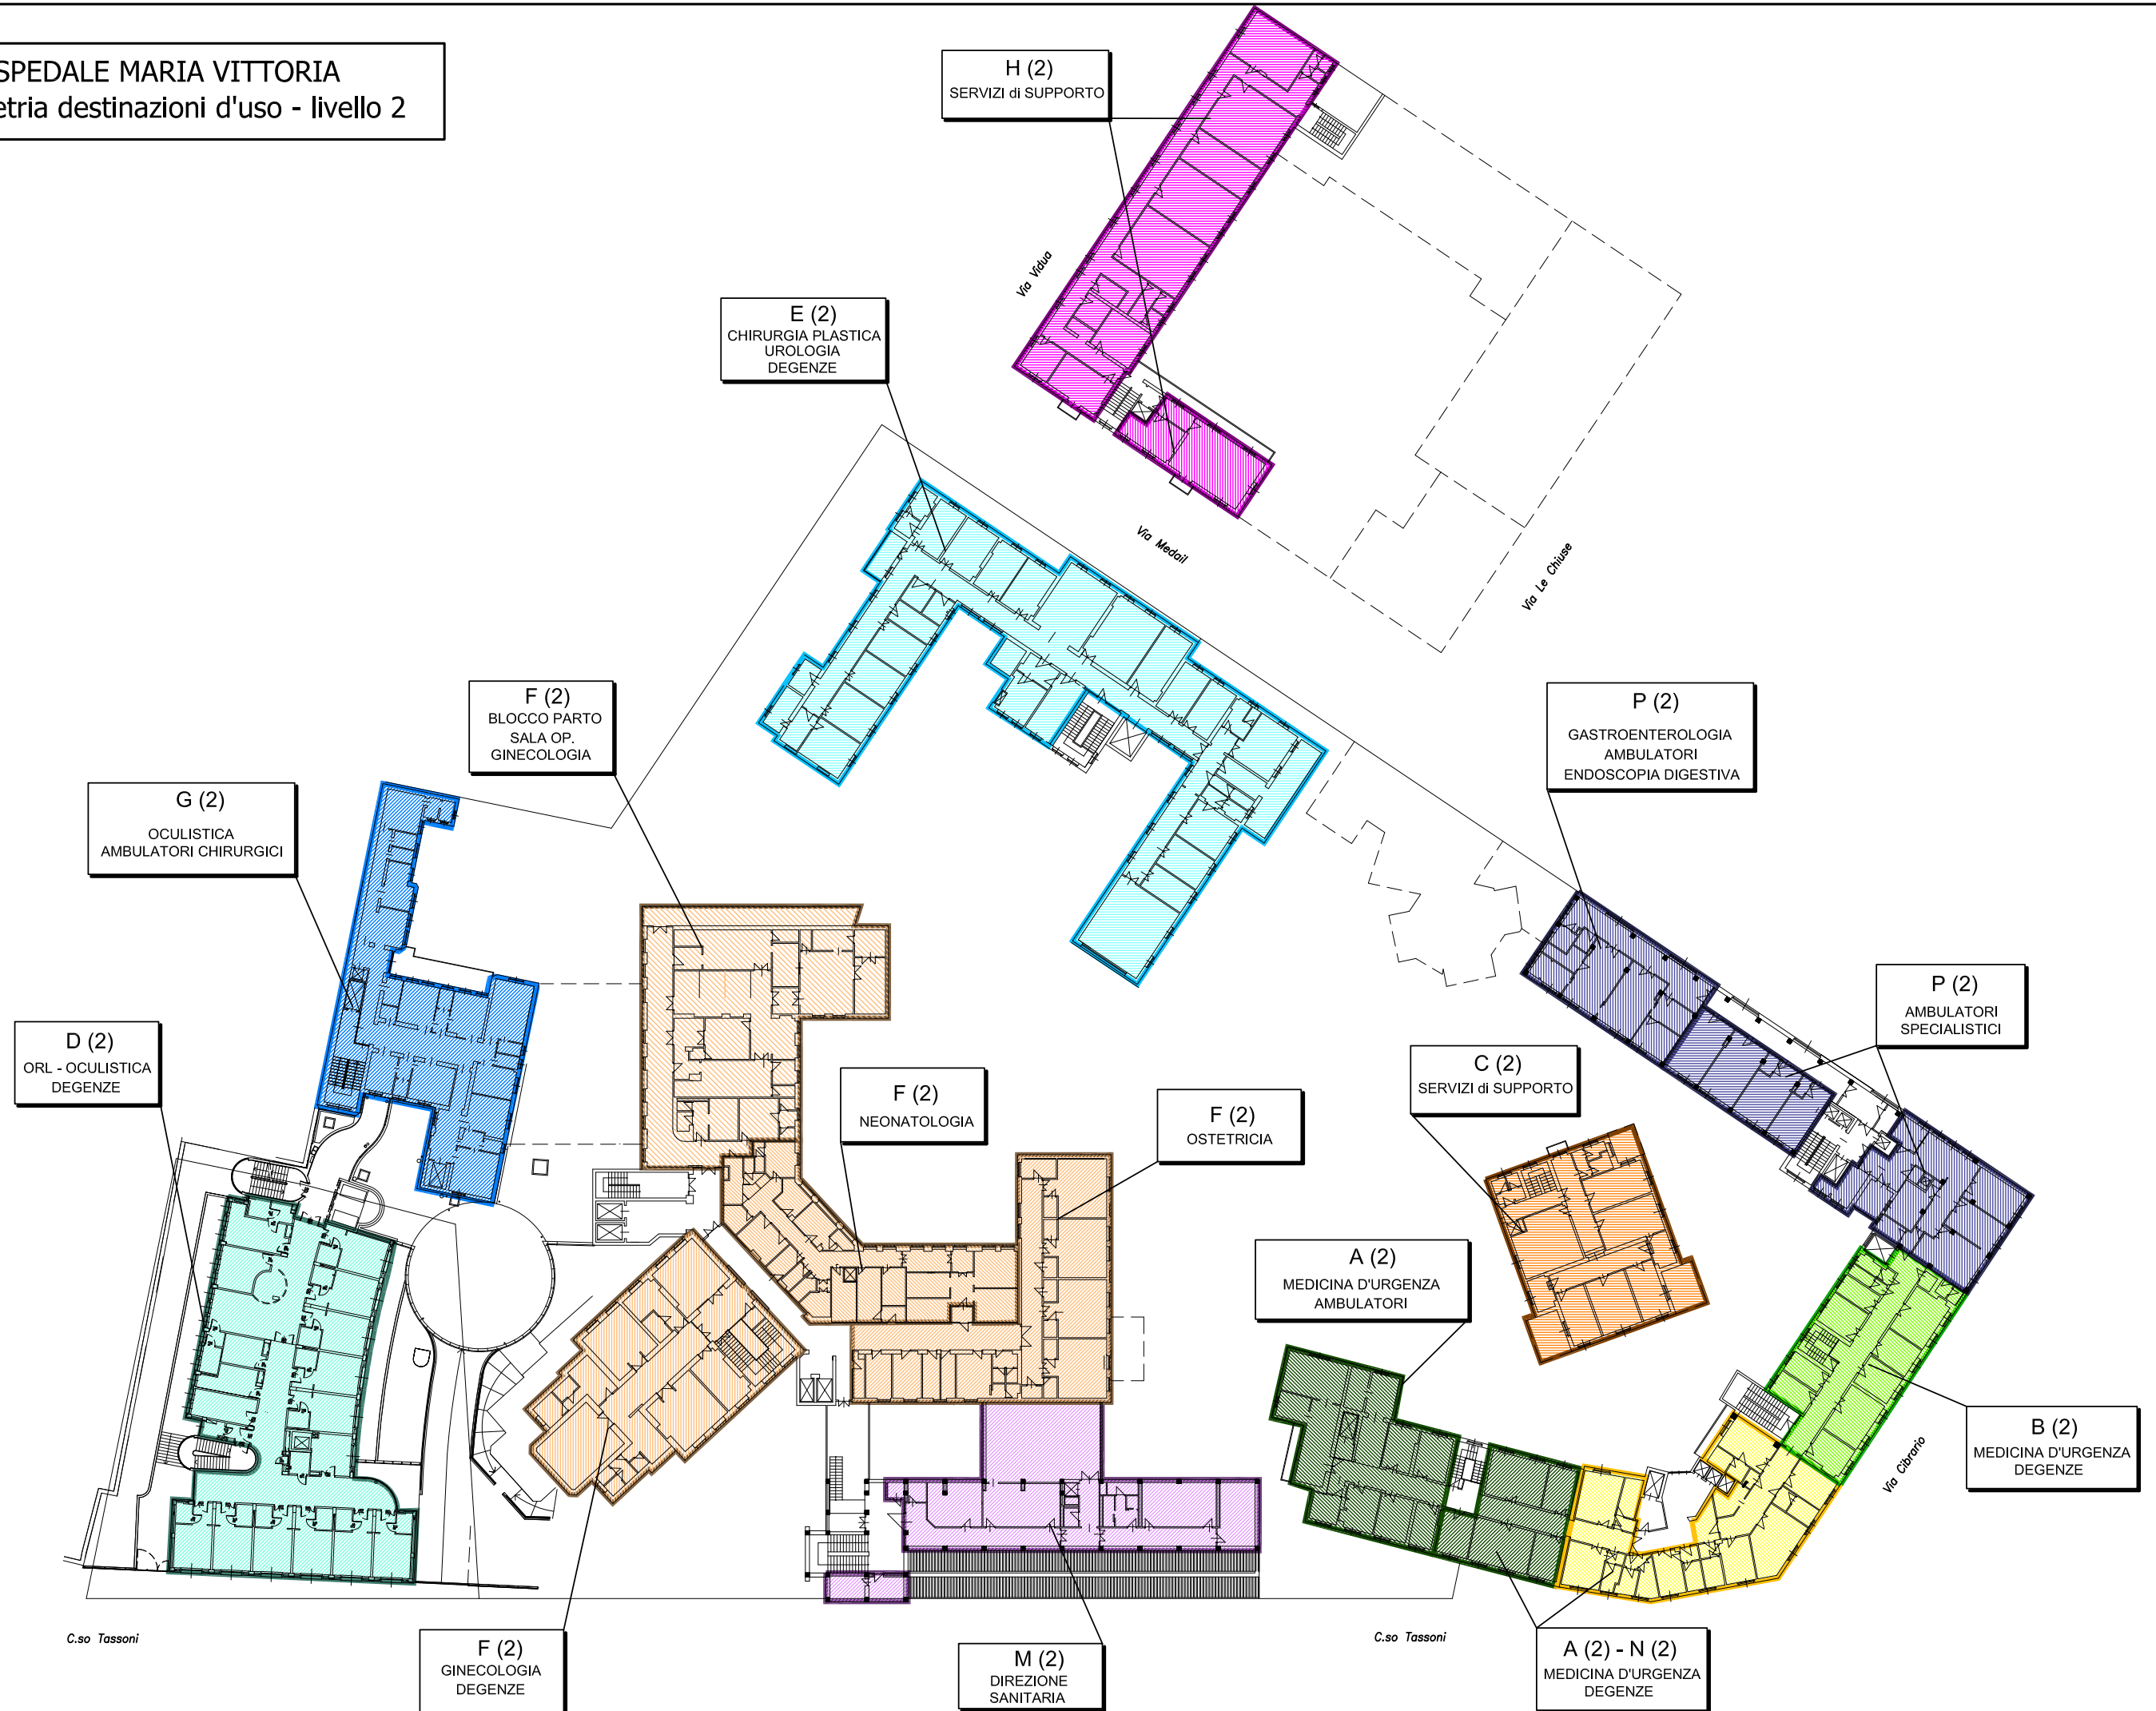 SPEDALE MARIA VITTORIA
etria destinazioni d'uso - livello 2
H (2)
SERVIZI di SUPPORTO
Via Vidua
E (2)
CHIRURGIA PLASTICA
UROLOGIA
DEGENZE
Via Medail
Via Le Chiuse
F (2)
BLOCCO PARTO
SALA OP.
GINECOLOGIA
P (2)
GASTROENTEROLOGIA
AMBULATORI
ENDOSCOPIA DIGESTIVA
G (2)
OCULISTICA
AMBULATORI CHIRURGICI
P (2)
AMBULATORI
SPECIALISTICI
D (2)
ORL - OCULISTICA
DEGENZE
C (2)
SERVIZI di SUPPORTO
F (2)
NEONATOLOGIA
F (2)
OSTETRICIA
A (2)
MEDICINA D'URGENZA
AMBULATORI
B (2)
MEDICINA D'URGENZA
DEGENZE
Via Cibrario
C.so Tassoni
C.so Tassoni
F (2)
GINECOLOGIA
DEGENZE
M (2)
DIREZIONE
SANITARIA
A (2) - N (2)
MEDICINA D'URGENZA
DEGENZE